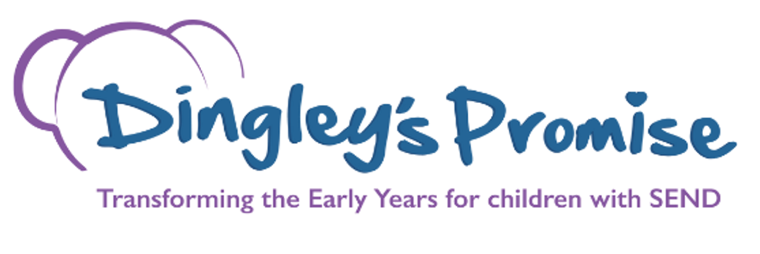 Dingley's Promise
Transforming the Early Years for children with SEND